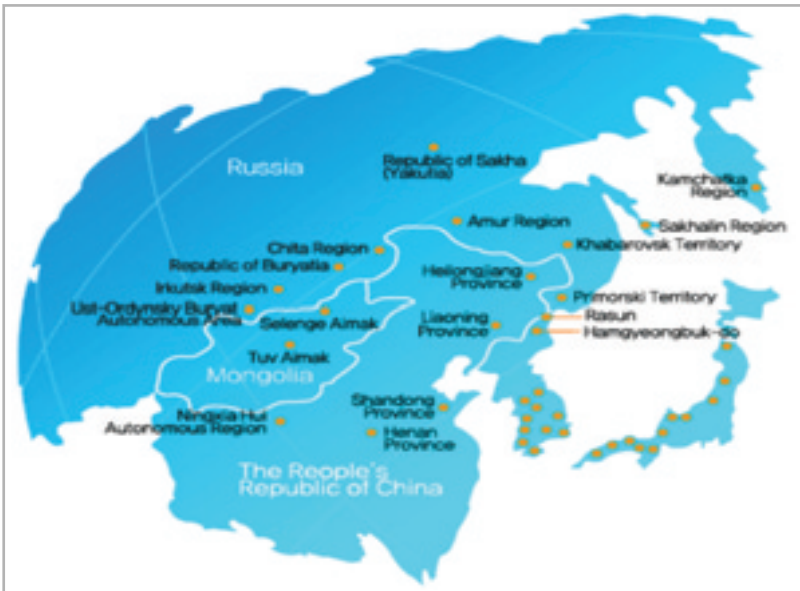 Russia
Republic of Sakha
(Yakutia)
Kamchatka
Region
Amur Region
Sakhalin Region
Chita Region
Khabarovsk Territory
Republic of Buryatia
Heilongjiang
Province
Irkutsk Region
Ust-Ordynsky Buryat
Autonomous Area
Selenge Aimak
Primorski Territory
Liaoning
Province
Rasun
Hamgyeongbuk-do
Tuv Aimak
Mongolia
Shandong
Province
Ningxia Hui
Autonomous Region
Henan
Province
The Reople's
Republic of China